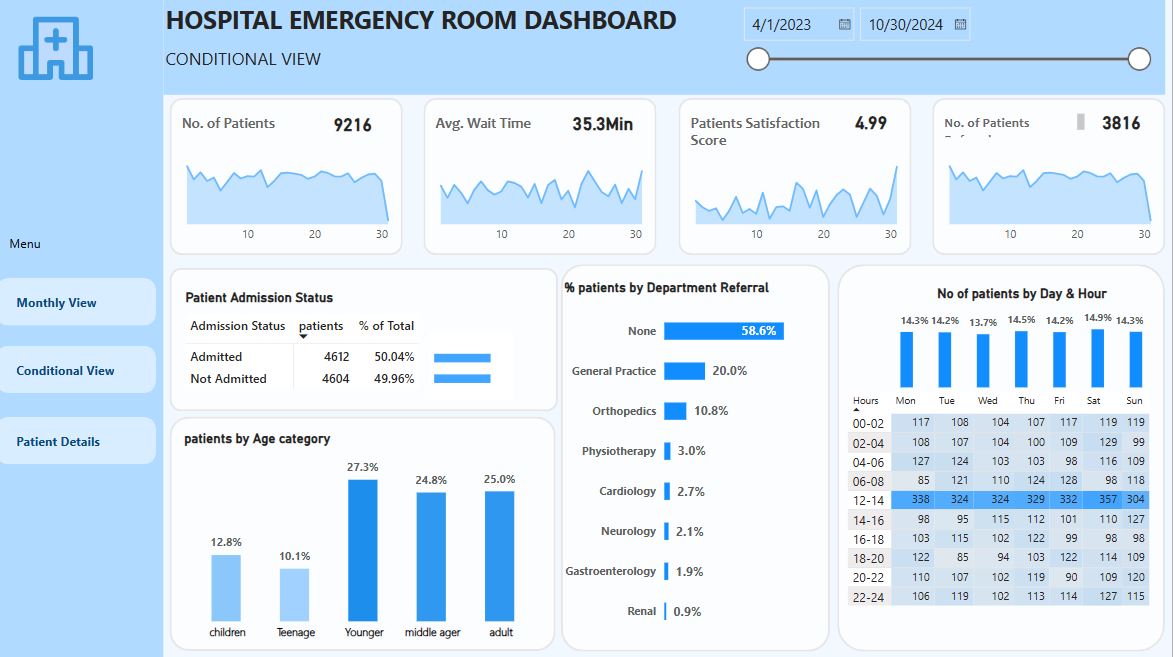 HOSPITAL EMERGENCY ROOM DASHBOARD
CONDITIONAL VIEW
4/1/2023 10/30/2024
Menu
Monthly View
Conditional View
Patient Details
No. of Patients 9216
10 20 30
Avg. Wait Time 35.3Min
10 20 30
Patients Satisfaction 4.99
Score
10 20 30
No. of Patients 3816
10 20 30
Patient Admission Status
Admission Status patients % of Total
Admitted 4612 50.04%
Not Admitted 4604 49.96%
patients by Age category
12.8% 10.1% 27.3% 24.8% 25.0%
children Teenage Younger middle ager adult
% patients by Department Referral
None 58.6%
General Practice 20.0%
Orthopedics 10.8%
Physiotherapy 3.0%
Cardiology 2.7%
Neurology 2.1%
Gastroenterology 1.9%
Renal 0.9%
No of patients by Day & Hour
14.3% 14.2% 13.7% 14.5% 14.2% 14.9% 14.3%
Hours Mon Tue Wed Thu Fri Sat Sun
00-02 117 108 104 107 117 119 119
02-04 108 107 104 100 109 129 99
04-06 127 124 103 103 98 116 109
06-08 85 121 110 124 128 98 118
12-14 338 324 324 329 332 357 304
14-16 98 95 115 112 101 110 127
16-18 103 115 102 122 99 98 98
18-20 122 85 94 103 122 114 109
20-22 110 107 102 119 90 109 120
22-24 106 119 102 113 114 127 115